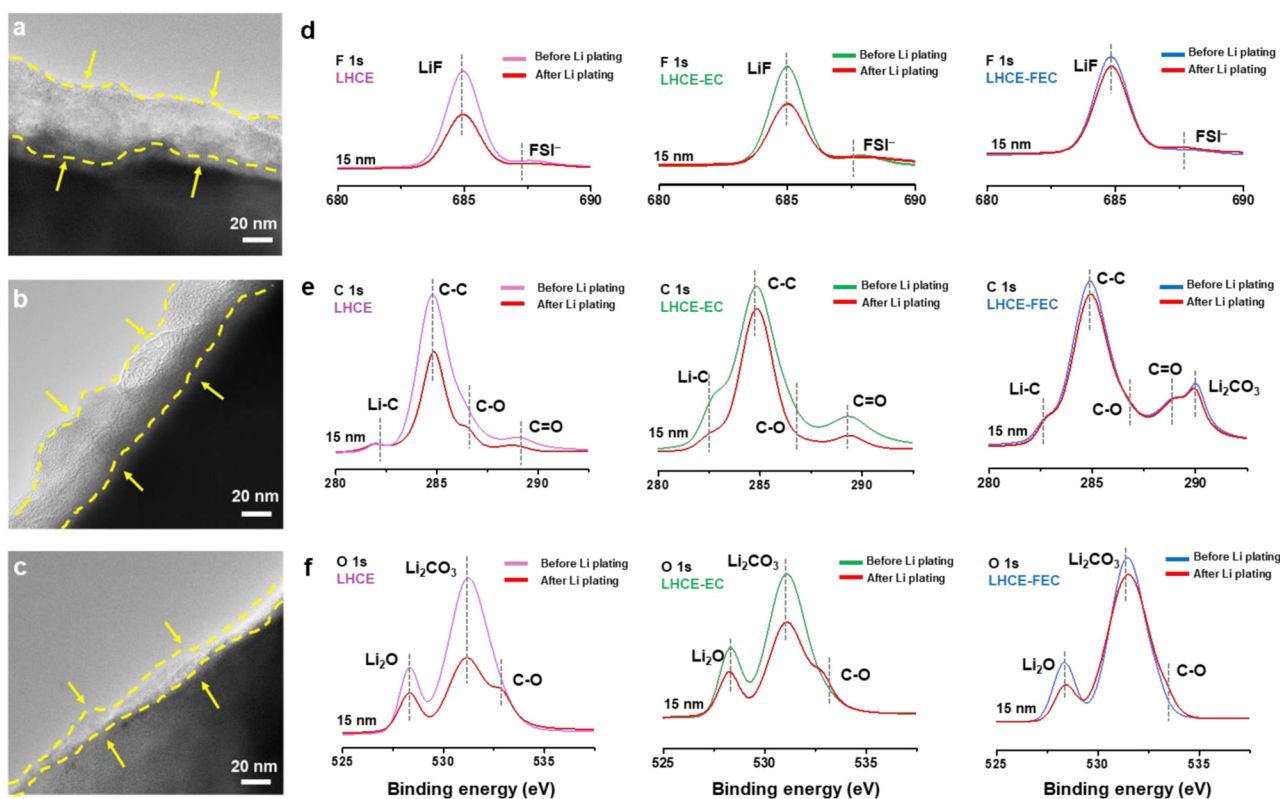 a
20 nm
b
20 nm
c
20 nm
d
F 1s
LHCE
LiF
Before Li plating
After Li plating
15 nm
FSI⁻
680 685 690
F 1s
LHCE-EC
LiF
Before Li plating
After Li plating
15 nm
FSI⁻
680 685 690
F 1s
LHCE-FEC
LiF
Before Li plating
After Li plating
15 nm
FSI⁻
680 685 690
e
C 1s
LHCE
C-C
Before Li plating
After Li plating
Li-C
C-O
C=O
15 nm
280 285 290
C 1s
LHCE-EC
C-C
Before Li plating
After Li plating
Li-C
C-O
C=O
15 nm
280 285 290
C 1s
LHCE-FEC
C-C
Before Li plating
After Li plating
Li-C
C-O
C=O
Li₂CO₃
15 nm
280 285 290
f
O 1s
LHCE
Li₂CO₃
Before Li plating
After Li plating
Li₂O
C-O
15 nm
525 530 535
Binding energy (eV)
O 1s
LHCE-EC
Li₂CO₃
Before Li plating
After Li plating
Li₂O
C-O
15 nm
525 530 535
Binding energy (eV)
O 1s
LHCE-FEC
Li₂CO₃
Before Li plating
After Li plating
Li₂O
C-O
15 nm
525 530 535
Binding energy (eV)